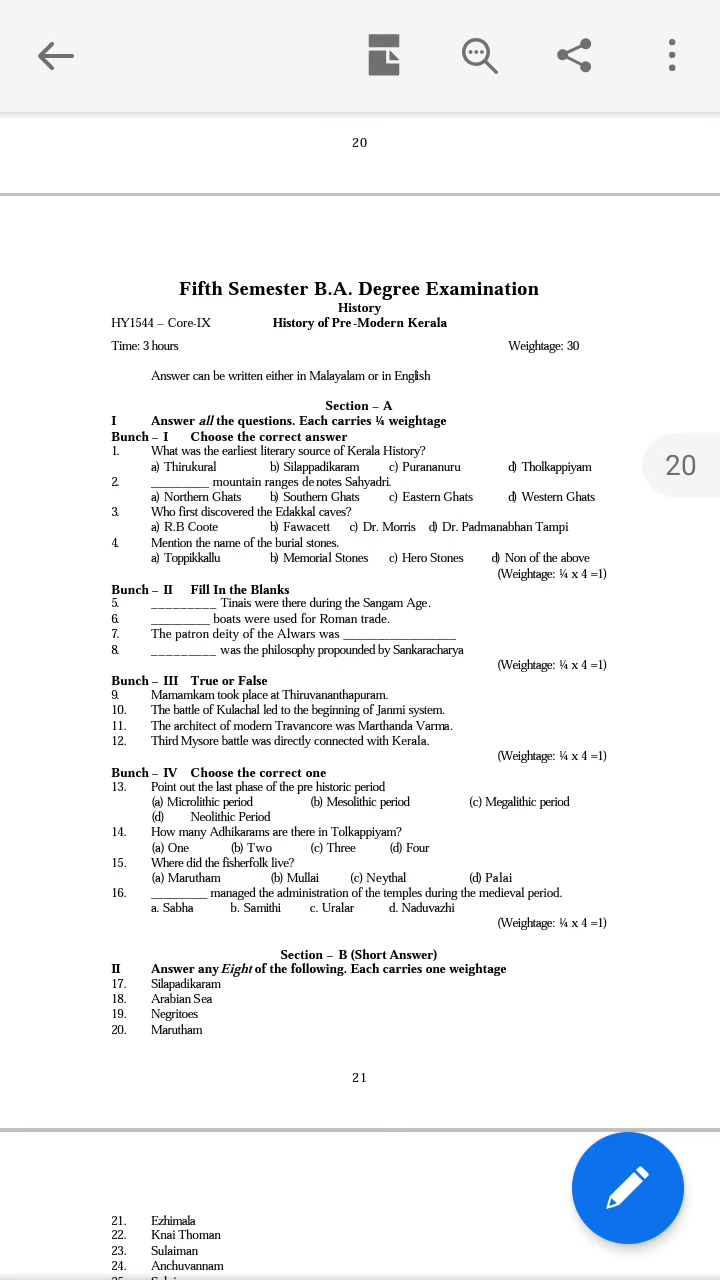 20
Fifth Semester B.A. Degree Examination
History
HY1544 – Core-IX History of Pre-Modern Kerala
Time: 3 hours Weightage: 30
Answer can be written either in Malayalam or in English
Section – A
I Answer all the questions. Each carries ¼ weightage
Bunch – I Choose the correct answer
1. What was the earliest literary source of Kerala History?
a) Thirukural b) Silappadikaram c) Purananuru d) Tholkappiyam
2. _________ mountain ranges denotes Sahyadri.
a) Northern Ghats b) Southern Ghats c) Eastern Ghats d) Western Ghats
3. Who first discovered the Edakkal caves?
a) R.B Coote b) Fawacett c) Dr. Morris d) Dr. Padmanabhan Tampi
4. Mention the name of the burial stones.
a) Toppikkallu b) Memorial Stones c) Hero Stones d) Non of the above
(Weightage: ¼ x 4 =1)
Bunch – II Fill In the Blanks
5. _________ Tinais were there during the Sangam Age.
6. _________ boats were used for Roman trade.
7. The patron deity of the Alwars was ________________
8. _________ was the philosophy propounded by Sankaracharya
(Weightage: ¼ x 4 =1)
Bunch – III True or False
9. Mamamkam took place at Thiruvananthapuram.
10. The battle of Kulachal led to the beginning of Janmi system.
11. The architect of modern Travancore was Marthanda Varma.
12. Third Mysore battle was directly connected with Kerala.
(Weightage: ¼ x 4 =1)
Bunch – IV Choose the correct one
13. Point out the last phase of the pre historic period
(a) Microlithic period (b) Mesolithic period (c) Megalithic period
(d) Neolithic Period
14. How many Adhikarams are there in Tolkappiyam?
(a) One (b) Two (c) Three (d) Four
15. Where did the fisherfolk live?
(a) Marutham (b) Mullai (c) Neythal (d) Palai
16. _________ managed the administration of the temples during the medieval period.
a. Sabha b. Samithi c. Uralar d. Naduvazhi
(Weightage: ¼ x 4 =1)
Section – B (Short Answer)
II Answer any Eight of the following. Each carries one weightage
17. Silapadikaram
18. Arabian Sea
19. Negritoes
20. Marutham
21
21. Ezhimala
22. Knai Thoman
23. Sulaiman
24. Anchuvannam
20